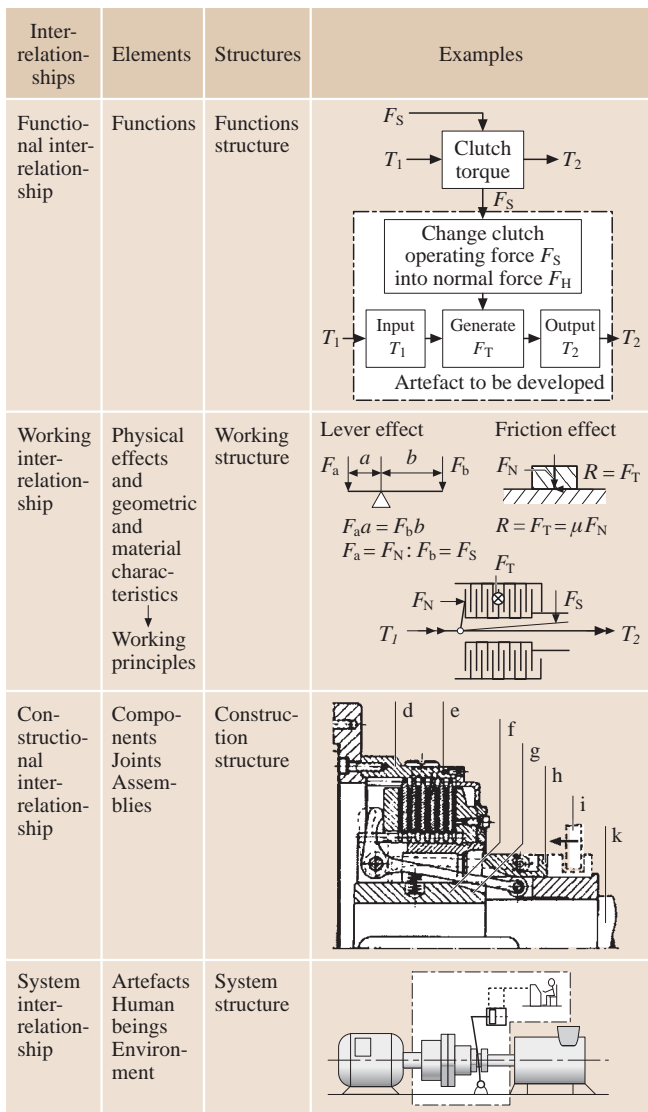 Inter-
relation-
ships
Elements
Structures
Examples
Functio-
nal inter-
relation-
ship
Functions
Functions
structure
F_S
T_1
Clutch
torque
T_2
F_S
Change clutch
operating force F_S
into normal force F_H
T_1
Input
T_1
Generate
F_T
Output
T_2
T_2
Artefact to be developed
Working
inter-
relation-
ship
Physical
effects
and
geometric
and
material
charac-
teristics
Working
principles
Working
structure
Lever effect
F_a
a
b
F_b
F_a a = F_b b
F_a = F_N : F_b = F_S
Friction effect
F_N
R = F_T
R = F_T = μF_N
F_T
F_N
F_S
T_1
T_2
Con-
structio-
nal
inter-
relation-
ship
Compo-
nents
Joints
Assem-
blies
Construc-
tion
structure
d
e
f
g
h
i
k
System
inter-
relation-
ship
Artefacts
Human
beings
Environ-
ment
System
structure